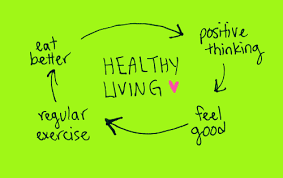 eat
better
positive
thinking
HEALTHY
LIVING
regular
exercise
feel
good